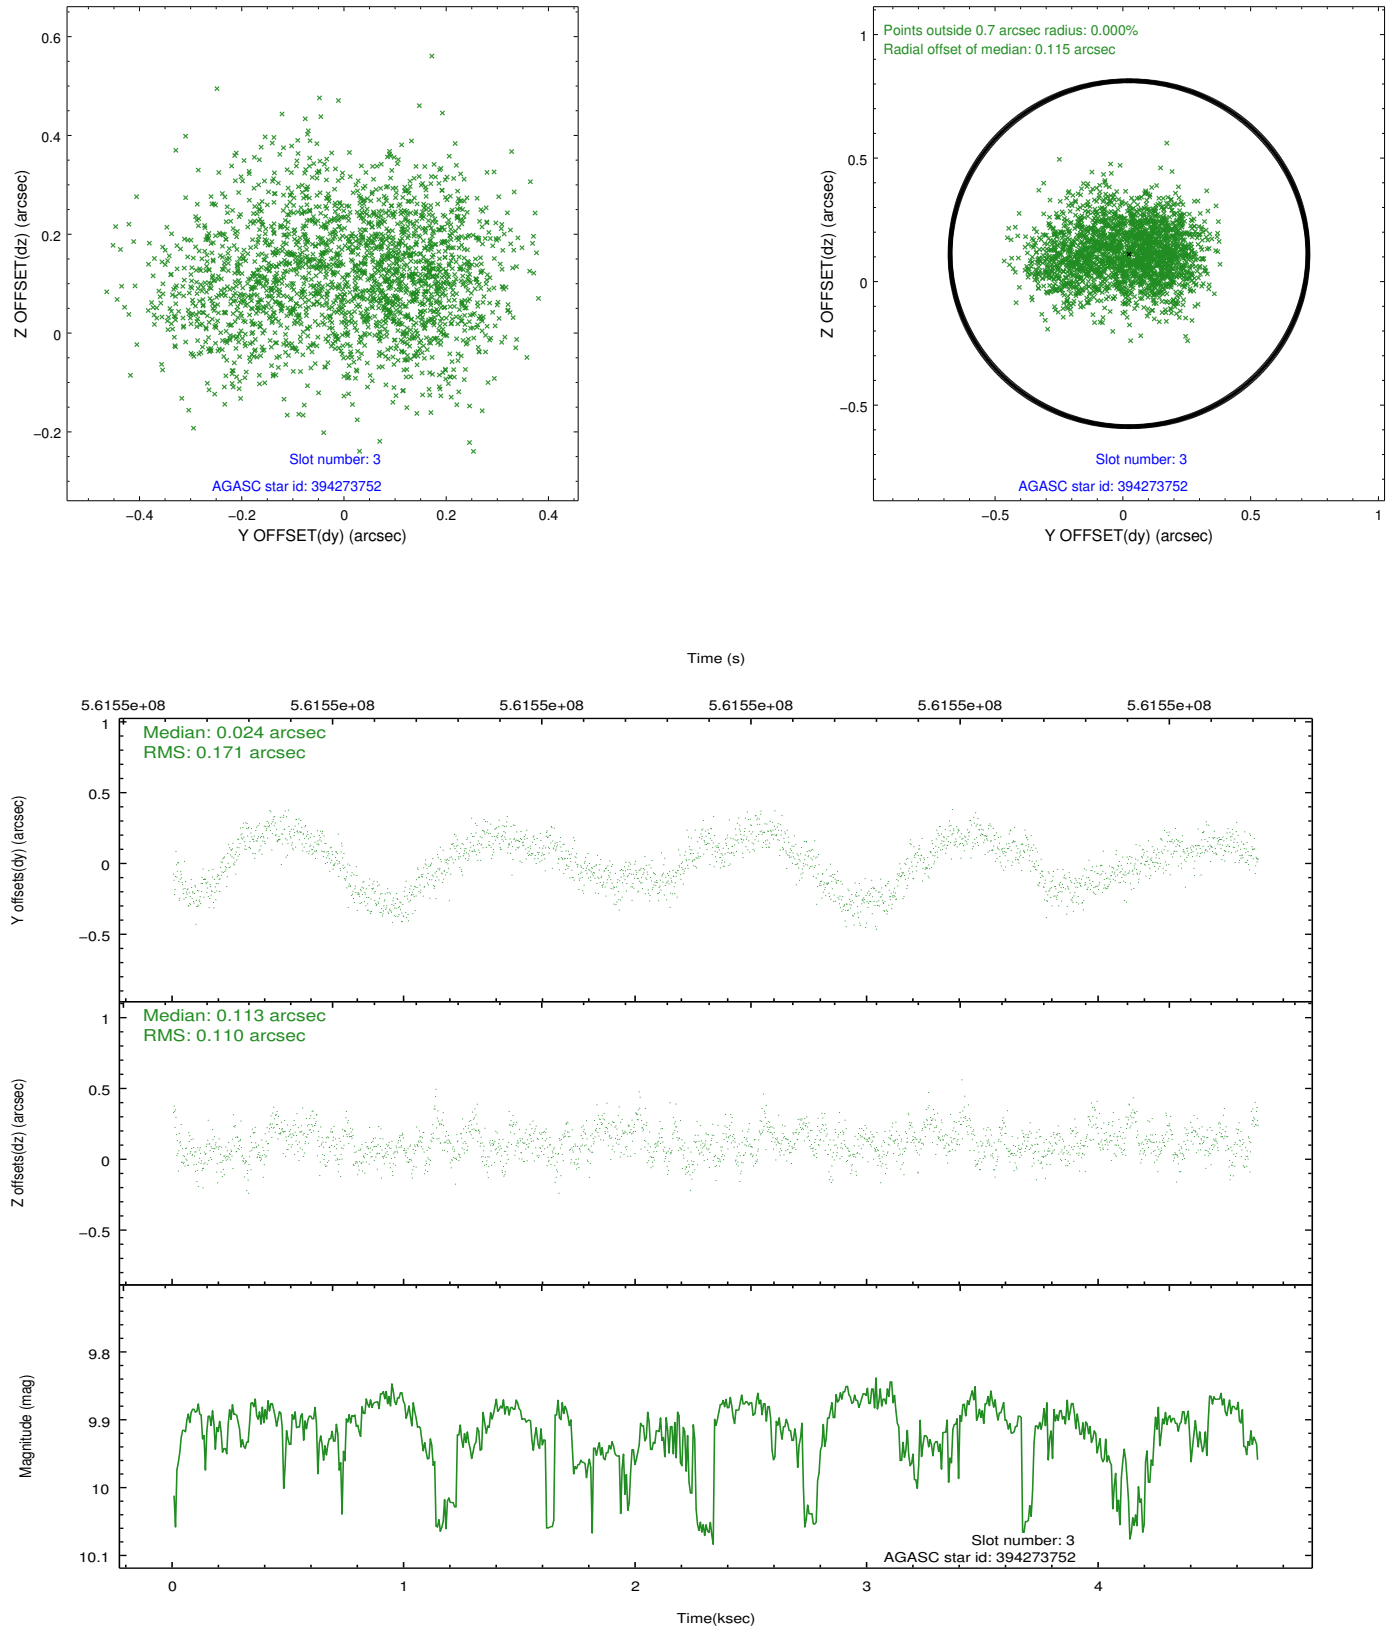 0.6
0.4
0.2
0
−0.2
Z OFFSET(dz) (arcsec)
Slot number: 3
AGASC star id: 394273752
−0.4 −0.2 0 0.2 0.4
Y OFFSET(dy) (arcsec)
Points outside 0.7 arcsec radius: 0.000%
Radial offset of median: 0.115 arcsec
1
0.5
0
−0.5
Z OFFSET(dz) (arcsec)
Slot number: 3
AGASC star id: 394273752
−0.5 0 0.5 1
Y OFFSET(dy) (arcsec)
Time (s)
5.6155e+08 5.6155e+08 5.6155e+08 5.6155e+08 5.6155e+08 5.6155e+08
Median: 0.024 arcsec
RMS: 0.171 arcsec
1
0.5
0
−0.5
Y offsets(dy) (arcsec)
Median: 0.113 arcsec
RMS: 0.110 arcsec
1
0.5
0
−0.5
Z offsets(dz) (arcsec)
9.8
9.9
10
10.1
Magnitude (mag)
Slot number: 3
AGASC star id: 394273752
0 1 2 3 4
Time(ksec)